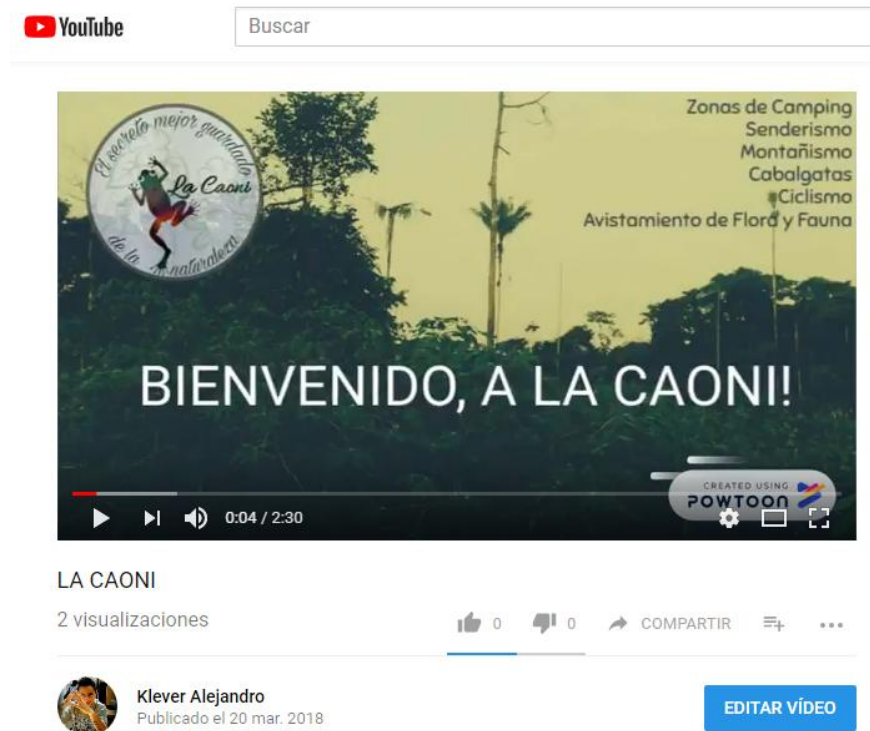 YouTube
Buscar
El secreto mejor guardado
La Caoni
de la naturaleza
Zonas de Camping
Senderismo
Montañismo
Cabalgatas
Ciclismo
Avistamiento de Flora y Fauna
BIENVENIDO, A LA CAONI!
CREATED USING
POWTOON
0:04 / 2:30
LA CAONI
2 visualizaciones
0
0
COMPARTIR
Klever Alejandro
EDITAR VÍDEO
Publicado el 20 mar. 2018